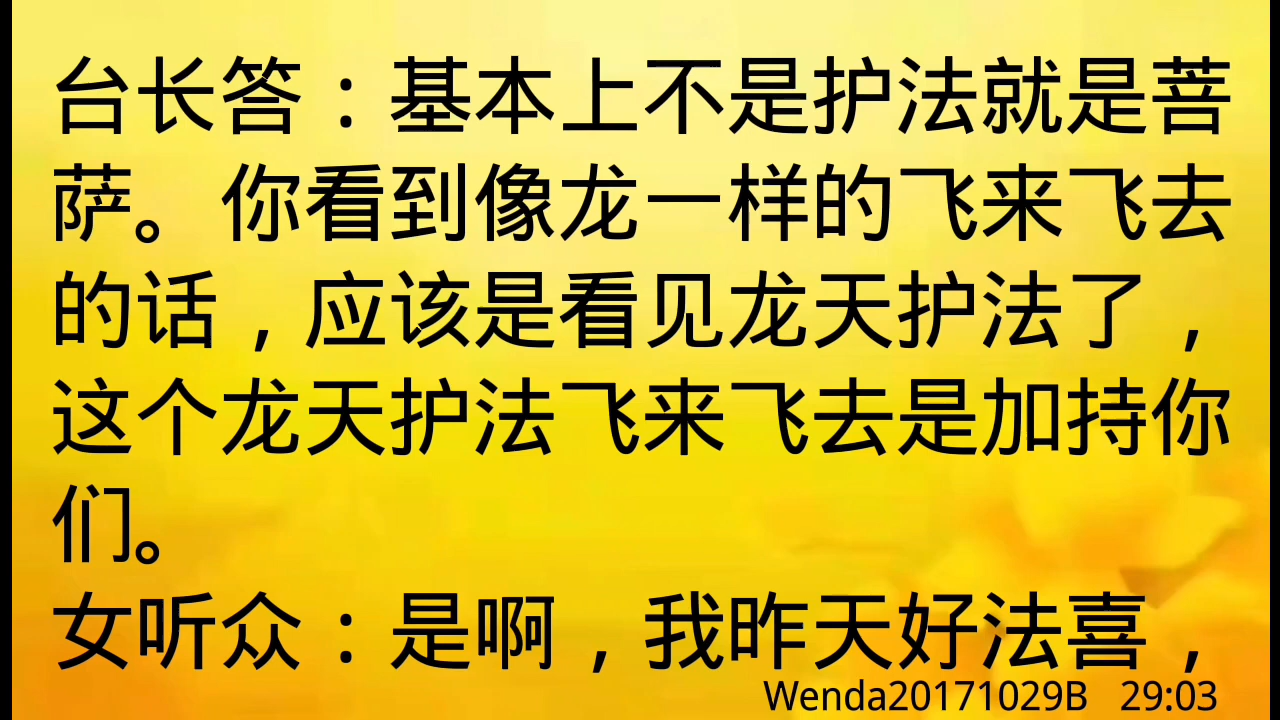 台长答：基本上不是护法就是菩
萨。你看到像龙一样的飞来飞去
的话，应该是看见龙天护法了，
这个龙天护法飞来飞去是加持你
们。
女听众：是啊，我昨天好法喜，
Wenda20171029B 29:03